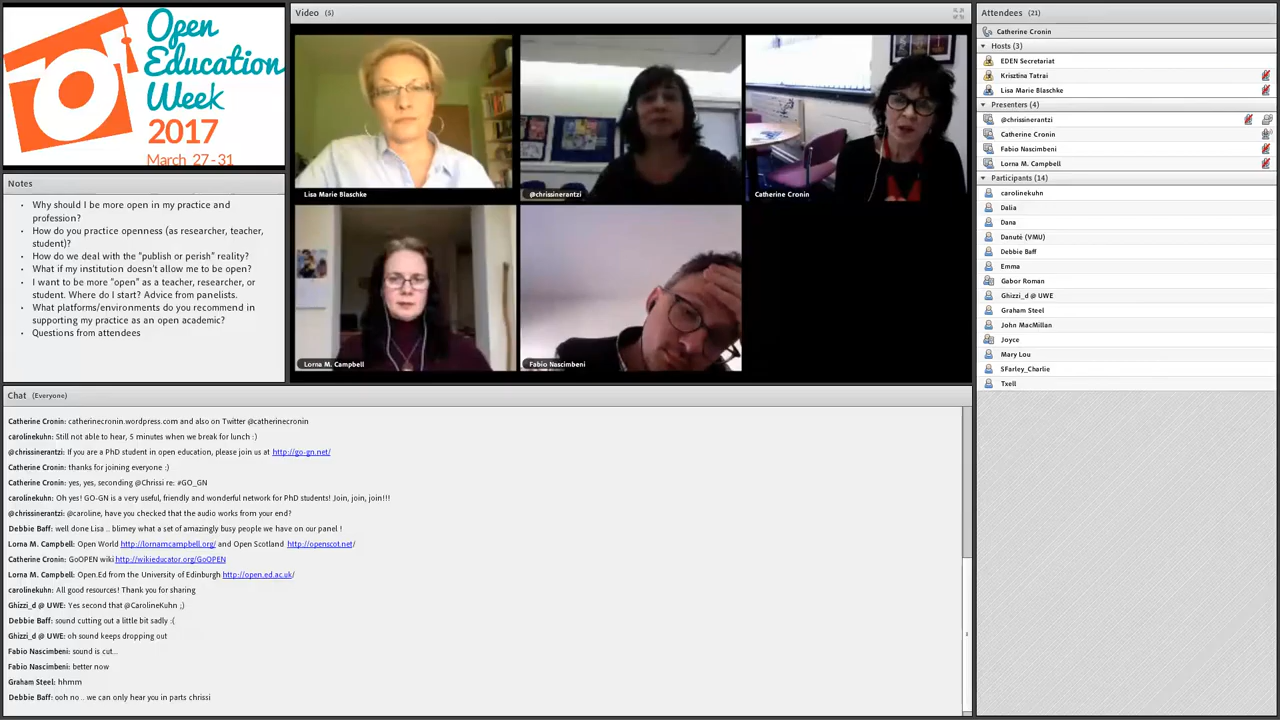 Open
Education
Week
2017
March 27-31
Notes
Why should I be more open in my practice and
profession?
How do you practice openness (as researcher, teacher,
student)?
How do we deal with the "publish or perish" reality?
What if my institution doesn't allow me to be open?
I want to be more "open" as a teacher, researcher, or
student. Where do I start? Advice from panelists.
What platforms/environments do you recommend in
supporting my practice as an open academic?
Questions from attendees
Video (5)
Lisa Marie Blaschke
@chrissinerantzi
Catherine Cronin
Lorna M. Campbell
Fabio Nascimbeni
Chat (Everyone)
Catherine Cronin: catherinecronin.wordpress.com and also on Twitter @catherinecronin
carolinekuhn: Still not able to hear, 5 minutes when we break for lunch :)
@chrissinerantzi: If you are a PhD student in open education, please join us at http://go-gn.net/
Catherine Cronin: thanks for joining everyone :)
Catherine Cronin: yes, yes, seconding @Chrissi re: #GO_GN
carolinekuhn: Oh yes! GO-GN is a very useful, friendly and wonderful network for PhD students! Join, join, join!!!
@chrissinerantzi: @caroline, have you checked that the audio works from your end?
Debbie Baff: well done Lisa .. blimey what a set of amazingly busy people we have on our panel !
Lorna M. Campbell: Open World http://lornamcampbell.org/ and Open Scotland http://openscot.net/
Catherine Cronin: GoOPEN wiki http://wikieducator.org/GoOPEN
Lorna M. Campbell: Open.Ed from the University of Edinburgh http://open.ed.ac.uk/
carolinekuhn: All good resources! Thank you for sharing
Ghizzi_d @ UWE: Yes second that @CarolineKuhn ;)
Debbie Baff: sound cutting out a little bit sadly :(
Ghizzi_d @ UWE: oh sound keeps dropping out
Fabio Nascimbeni: sound is cut...
Fabio Nascimbeni: better now
Graham Steel: hhmm
Debbie Baff: ooh no .. we can only hear you in parts chrissi
Attendees (21)
Catherine Cronin
Hosts (3)
EDEN Secretariat
Krisztina Tatrai
Lisa Marie Blaschke
Presenters (4)
@chrissinerantzi
Catherine Cronin
Fabio Nascimbeni
Lorna M. Campbell
Participants (14)
carolinekuhn
Dalia
Dana
Danutė (VMU)
Debbie Baff
Emma
Gabor Roman
Ghizzi_d @ UWE
Graham Steel
John MacMillan
Joyce
Mary Lou
SFarley_Charlie
Txell